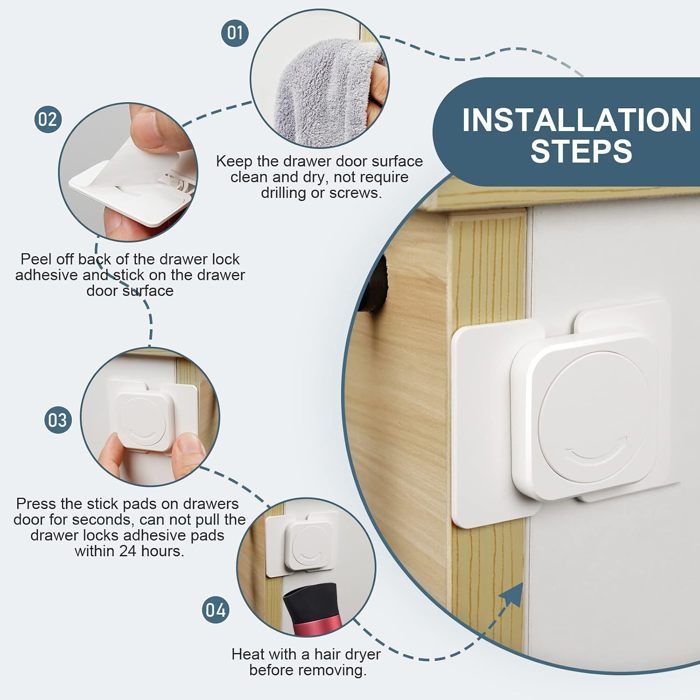 INSTALLATION
STEPS
01
Keep the drawer door surface
clean and dry, not require
drilling or screws.
02
Peel off back of the drawer lock
adhesive and stick on the drawer
door surface
03
Press the stick pads on drawers
door for seconds, can not pull the
drawer locks adhesive pads
within 24 hours.
04
Heat with a hair dryer
before removing.